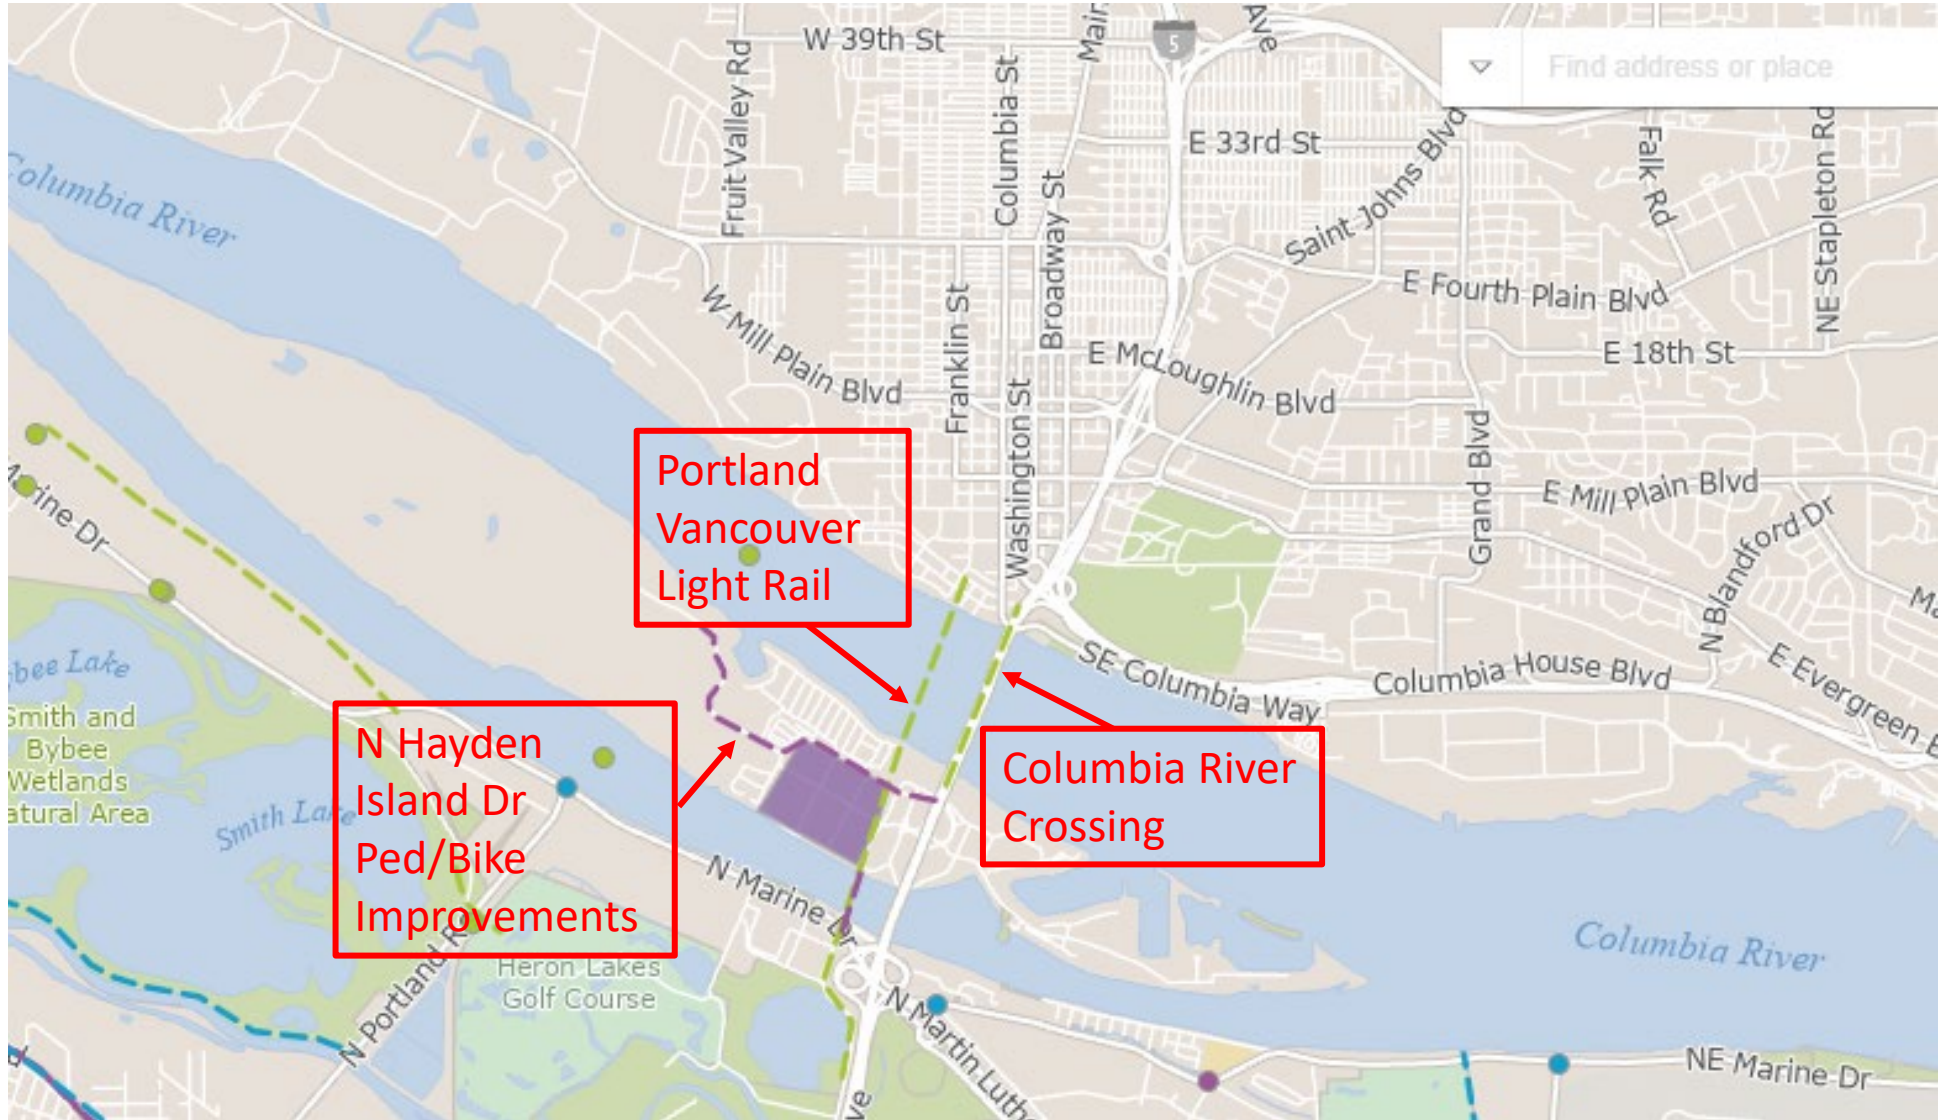 W 39th St
Main
5
Ave
Find address or place
Fruit Valley Rd
Columbia St
E 33rd St
Saint Johns Blvd
Falk Rd
NE Stapleton Rd
Columbia River
Broadway St
E Fourth Plain Blvd
W Mill Plain Blvd
Franklin St
E McLoughlin Blvd
E 18th St
Washington St
Grand Blvd
Portland
Vancouver
Light Rail
E Mill Plain Blvd
N Blandford Dr
Marine Dr
Ma
SE Columbia Way
Columbia House Blvd
E Evergreen B
bee Lake
Smith and
Bybee
Wetlands
atural Area
Smith Lake
N Hayden
Island Dr
Ped/Bike
Improvements
Columbia River
Crossing
N Marine Dr
Columbia River
Heron Lakes
Golf Course
N Portland R
N Martin Luth
NE Marine Dr
ve